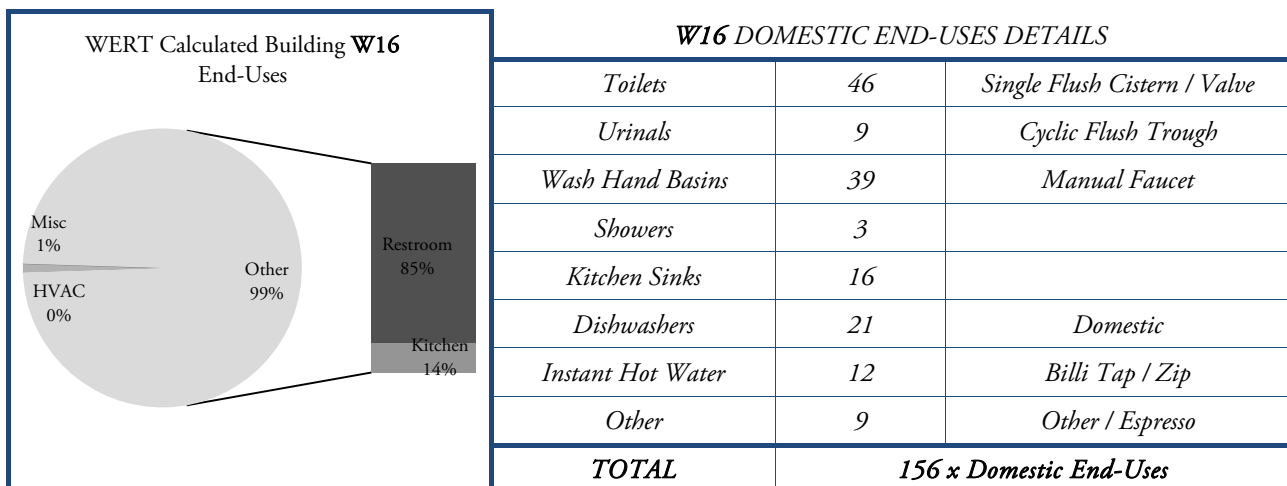 WERT Calculated Building W16
End-Uses
Misc
1%
HVAC
0%
Other
99%
Restroom
85%
Kitchen
14%
W16 DOMESTIC END-USES DETAILS
Toilets 46 Single Flush Cistern / Valve
Urinals 9 Cyclic Flush Trough
Wash Hand Basins 39 Manual Faucet
Showers 3
Kitchen Sinks 16
Dishwashers 21 Domestic
Instant Hot Water 12 Billi Tap / Zip
Other 9 Other / Espresso
TOTAL 156 x Domestic End-Uses